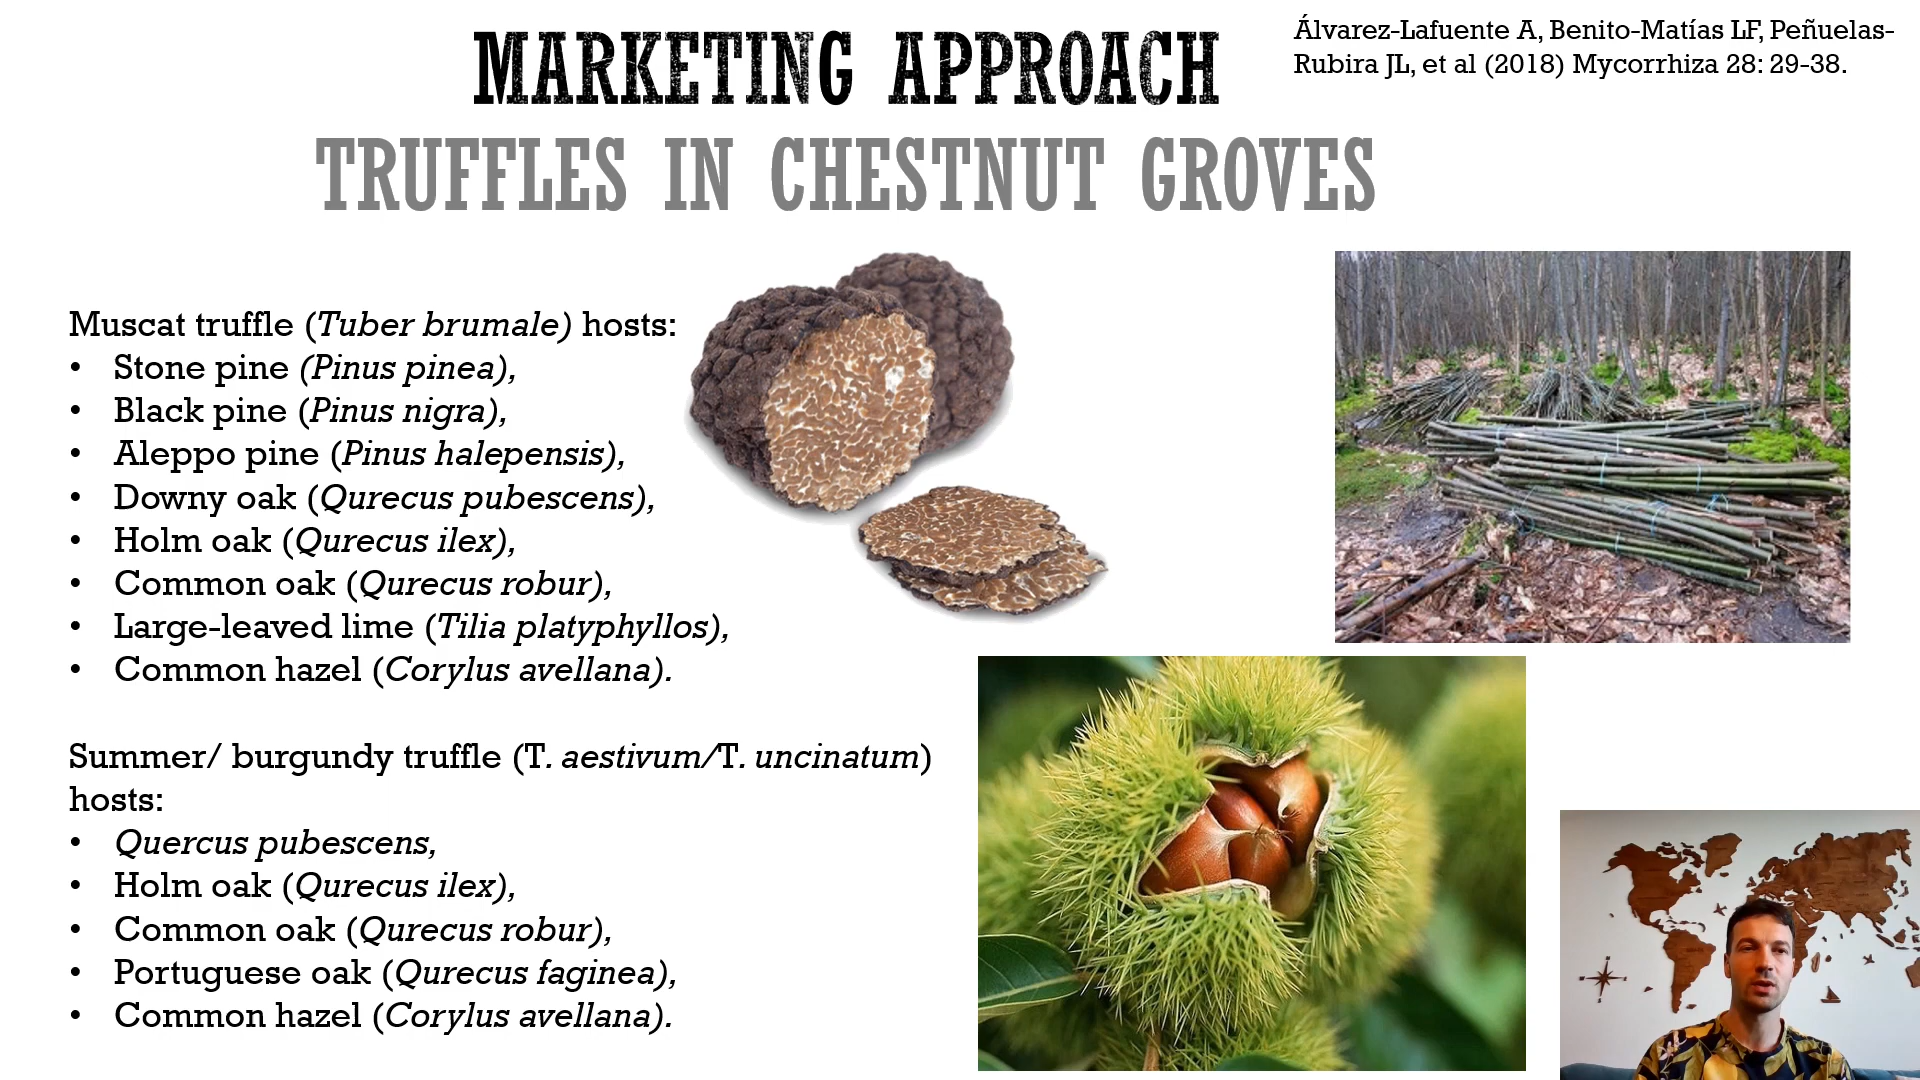 MARKETING APPROACH
TRUFFLES IN CHESTNUT GROVES
Álvarez-Lafuente A, Benito-Matías LF, Peñuelas-
Rubira JL, et al (2018) Mycorrhiza 28: 29-38.
Muscat truffle (Tuber brumale) hosts:
• Stone pine (Pinus pinea),
• Black pine (Pinus nigra),
• Aleppo pine (Pinus halepensis),
• Downy oak (Qurecus pubescens),
• Holm oak (Qurecus ilex),
• Common oak (Qurecus robur),
• Large-leaved lime (Tilia platyphyllos),
• Common hazel (Corylus avellana).
Summer/ burgundy truffle (T. aestivum/T. uncinatum)
hosts:
• Quercus pubescens,
• Holm oak (Qurecus ilex),
• Common oak (Qurecus robur),
• Portuguese oak (Qurecus faginea),
• Common hazel (Corylus avellana).